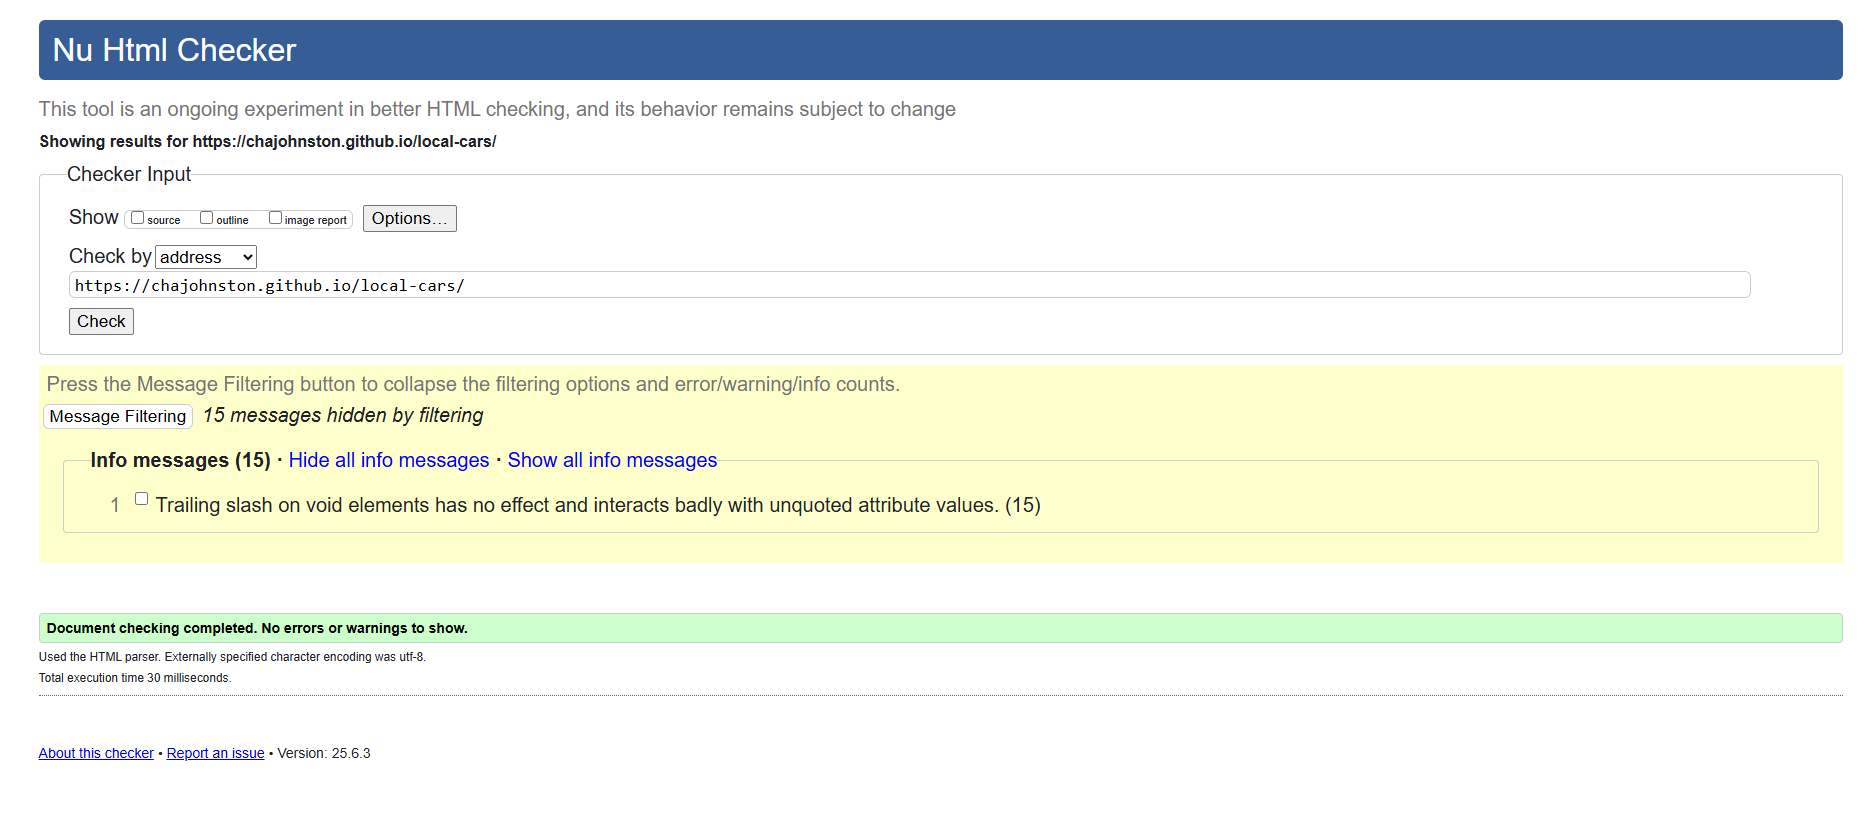 Nu Html Checker
This tool is an ongoing experiment in better HTML checking, and its behavior remains subject to change
Showing results for https://chajohnston.github.io/local-cars/
Checker Input
Show source outline image report Options...
Check by address
https://chajohnston.github.io/local-cars/
Check
Press the Message Filtering button to collapse the filtering options and error/warning/info counts.
Message Filtering 15 messages hidden by filtering
Info messages (15) · Hide all info messages · Show all info messages
1 Trailing slash on void elements has no effect and interacts badly with unquoted attribute values. (15)
Document checking completed. No errors or warnings to show.
Used the HTML parser. Externally specified character encoding was utf-8.
Total execution time 30 milliseconds.
About this checker • Report an issue • Version: 25.6.3